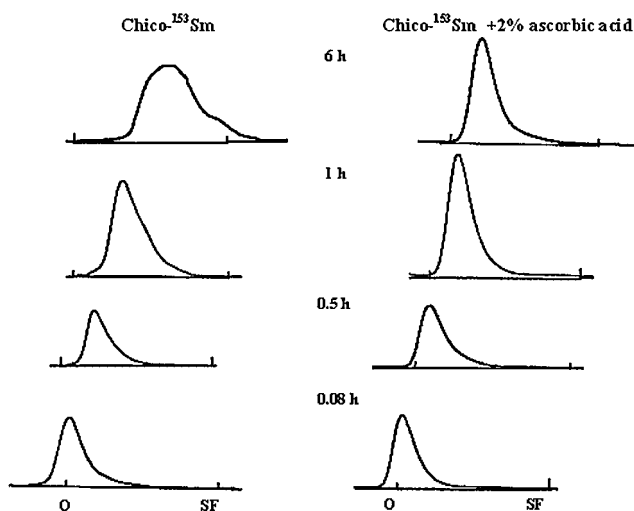 Chico-¹⁵³Sm
Chico-¹⁵³Sm +2% ascorbic acid
6 h
1 h
0.5 h
0.08 h
O SF
O SF